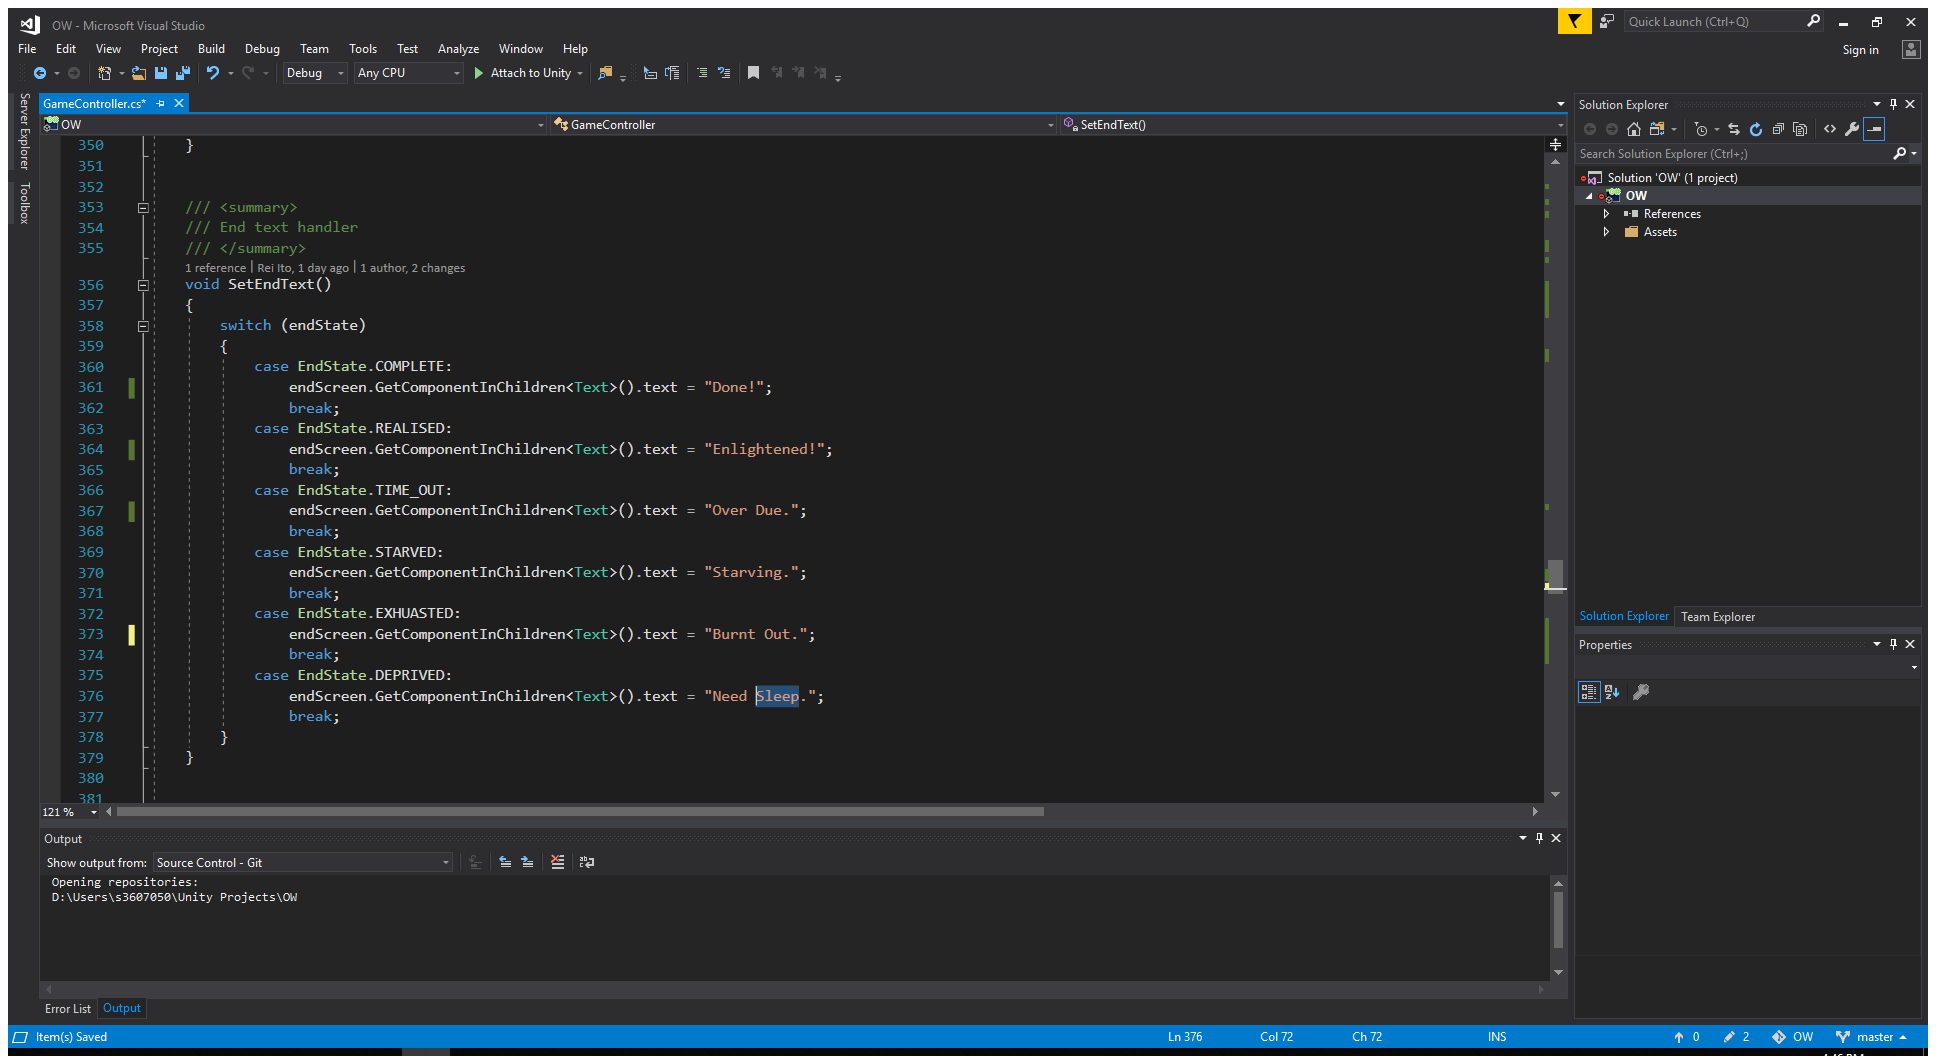 OW - Microsoft Visual Studio
Quick Launch (Ctrl+Q)
File Edit View Project Build Debug Team Tools Test Analyze Window Help
Sign in
Debug Any CPU Attach to Unity
Server Explorer
Toolbox
GameController.cs*
OW GameController SetEndText()
350 }
351
352
353 /// <summary>
354 /// End text handler
355 /// </summary>
1 reference | Rei Ito, 1 day ago | 1 author, 2 changes
356 void SetEndText()
357 {
358 switch (endState)
359 {
360 case EndState.COMPLETE:
361 endScreen.GetComponentInChildren<Text>().text = "Done!";
362 break;
363 case EndState.REALISED:
364 endScreen.GetComponentInChildren<Text>().text = "Enlightened!";
365 break;
366 case EndState.TIME_OUT:
367 endScreen.GetComponentInChildren<Text>().text = "Over Due.";
368 break;
369 case EndState.STARVED:
370 endScreen.GetComponentInChildren<Text>().text = "Starving.";
371 break;
372 case EndState.EXHUASTED:
373 endScreen.GetComponentInChildren<Text>().text = "Burnt Out.";
374 break;
375 case EndState.DEPRIVED:
376 endScreen.GetComponentInChildren<Text>().text = "Need Sleep.";
377 break;
378 }
379 }
380
381
121 %
Output
Show output from: Source Control - Git
Opening repositories:
D:\Users\s3607050\Unity Projects\OW
Error List Output
Solution Explorer
Search Solution Explorer (Ctrl+;)
Solution 'OW' (1 project)
OW
References
Assets
Solution Explorer Team Explorer
Properties
Item(s) Saved Ln 376 Col 72 Ch 72 INS 0 2 OW master